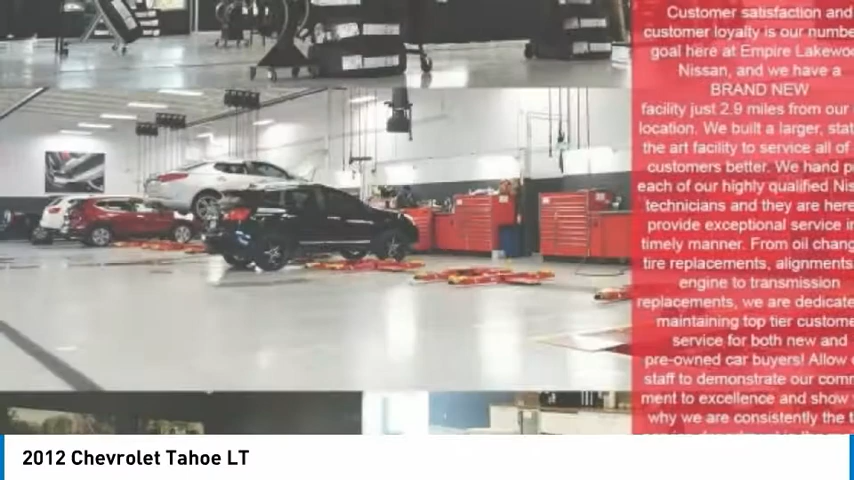 Customer satisfaction and
customer loyalty is our numbe
goal here at Empire Lakewoo
Nissan, and we have a
BRAND NEW
facility just 2.9 miles from our
location. We built a larger, stat
the art facility to service all of
customers better. We hand p
each of our highly qualified Nis
technicians and they are here
provide exceptional service in
timely manner. From oil chang
tire replacements, alignments
engine to transmission
replacements, we are dedicate
maintaining top tier custome
service for both new and
pre-owned car buyers! Allow
staff to demonstrate our comm
ment to excellence and show
why we are consistently the t
2012 Chevrolet Tahoe LT